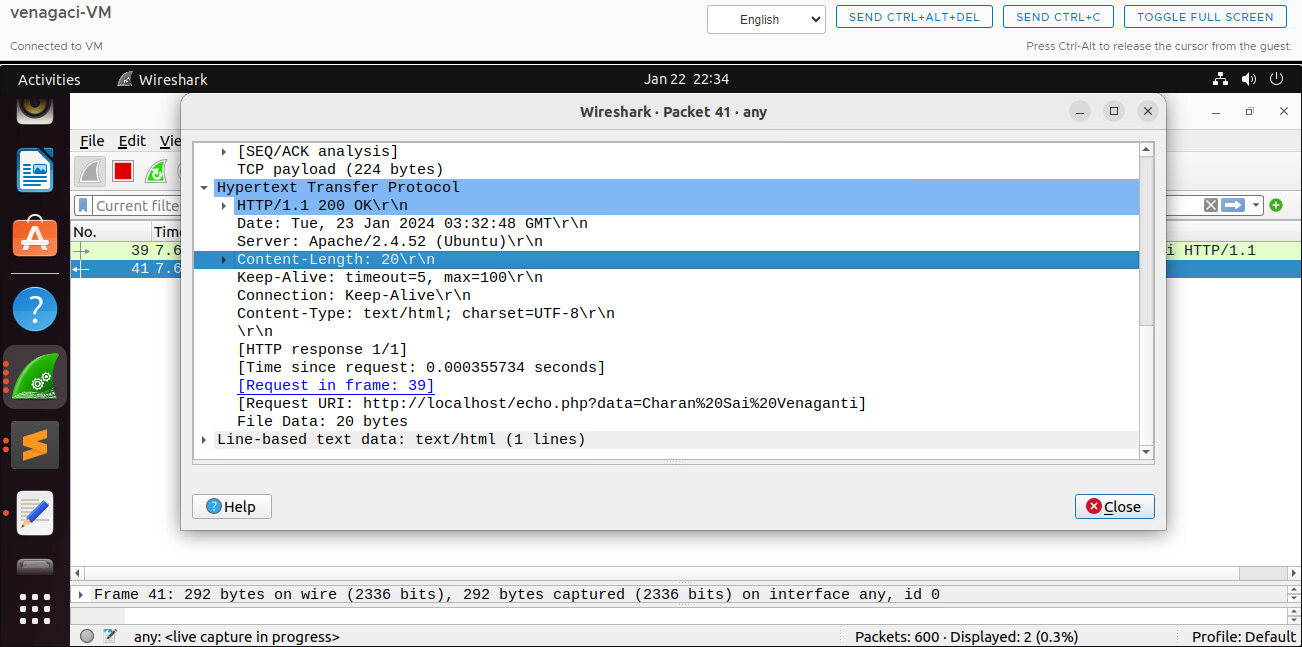 venagaci-VM
English
SEND CTRL+ALT+DEL
SEND CTRL+C
TOGGLE FULL SCREEN
Connected to VM
Press Ctrl-Alt to release the cursor from the guest.
Activities
Wireshark
Jan 22 22:34
Wireshark · Packet 41 · any
File Edit Vie
Current filte
No. Time
39 7.6
i HTTP/1.1
41 7.6
[SEQ/ACK analysis]
TCP payload (224 bytes)
Hypertext Transfer Protocol
HTTP/1.1 200 OK\r\n
Date: Tue, 23 Jan 2024 03:32:48 GMT\r\n
Server: Apache/2.4.52 (Ubuntu)\r\n
Content-Length: 20\r\n
Keep-Alive: timeout=5, max=100\r\n
Connection: Keep-Alive\r\n
Content-Type: text/html; charset=UTF-8\r\n
\r\n
[HTTP response 1/1]
[Time since request: 0.000355734 seconds]
[Request in frame: 39]
[Request URI: http://localhost/echo.php?data=Charan%20Sai%20Venaganti]
File Data: 20 bytes
Line-based text data: text/html (1 lines)
Help
Close
Frame 41: 292 bytes on wire (2336 bits), 292 bytes captured (2336 bits) on interface any, id 0
any: <live capture in progress>
Packets: 600 · Displayed: 2 (0.3%)
Profile: Default